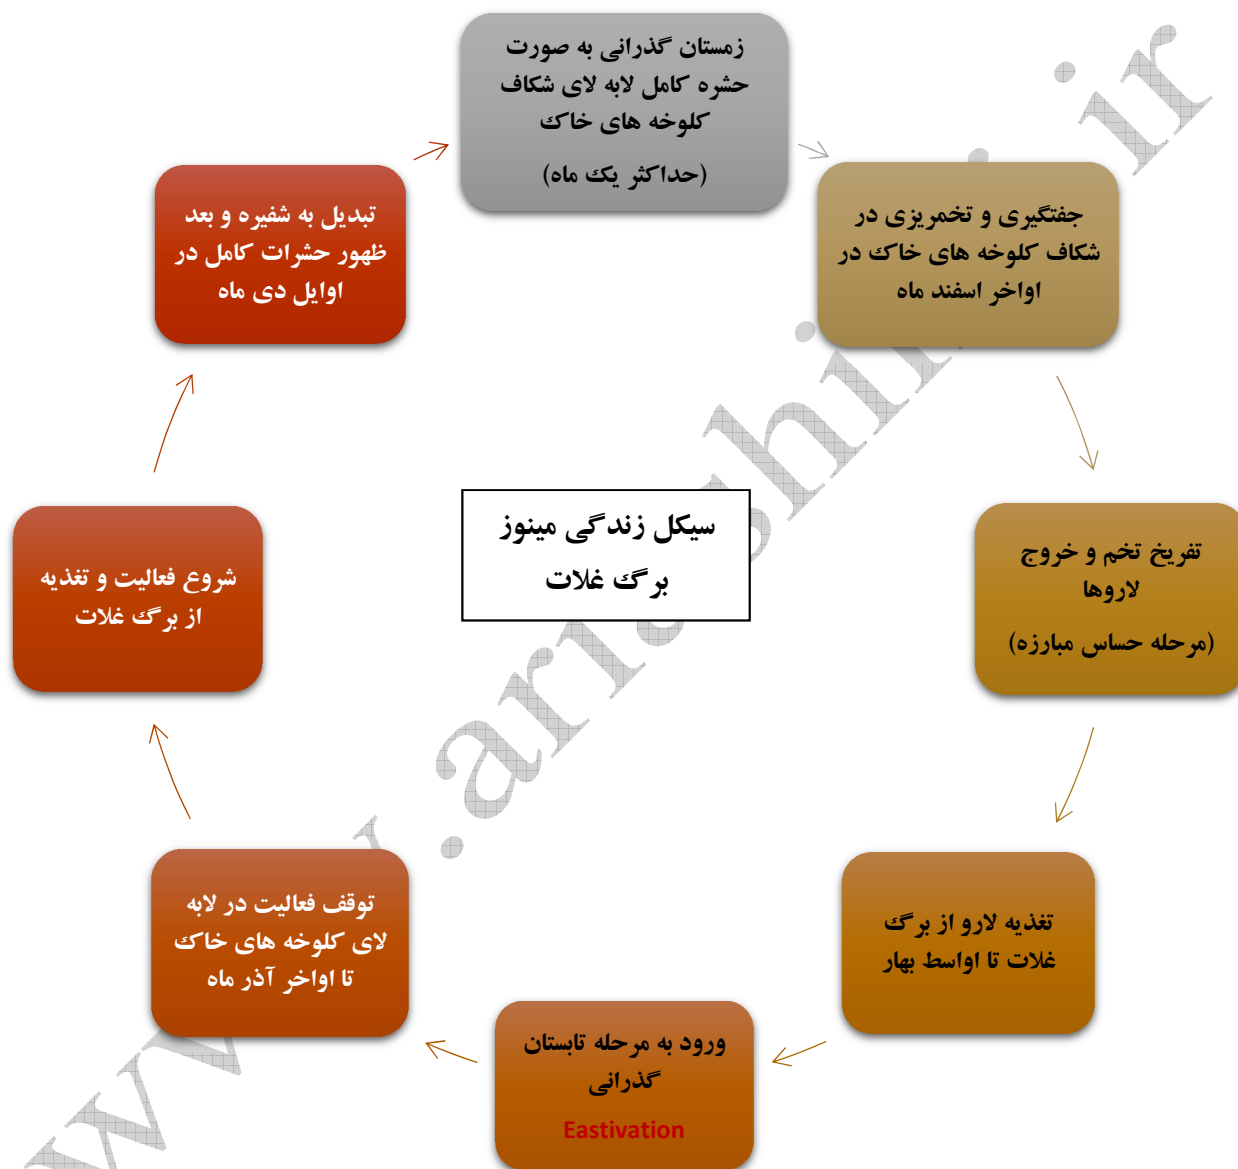 زمستان گذرانی به صورت
حشره کامل لابه لای شکاف
کلوخه های خاک
(حداکثر یک ماه)
جفتگیری و تخمریزی در
شکاف کلوخه های خاک در
اواخر اسفند ماه
تفریخ تخم و خروج
لاروها
(مرحله حساس مبارزه)
تغذیه لارو از برگ
غلات تا اواسط بهار
ورود به مرحله تابستان
گذرانی
Eastivation
توقف فعالیت در لابه
لای کلوخه های خاک
تا اواخر آذر ماه
شروع فعالیت و تغذیه
از برگ غلات
تبدیل به شفیره و بعد
ظهور حشرات کامل در
اوایل دی ماه
سیکل زندگی مینوز
برگ غلات